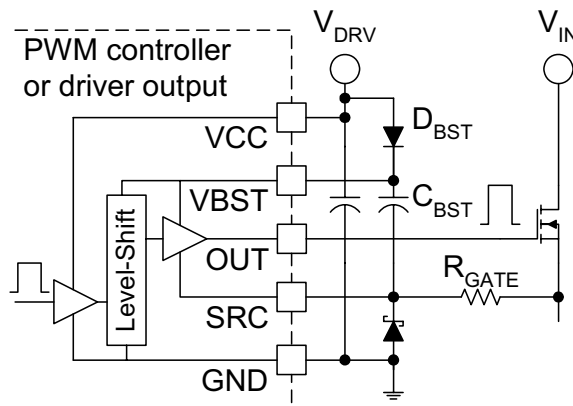 V_DRV
V_IN
PWM controller
or driver output
VCC
D_BST
VBST
C_BST
OUT
Level-Shift
R_GATE
SRC
GND